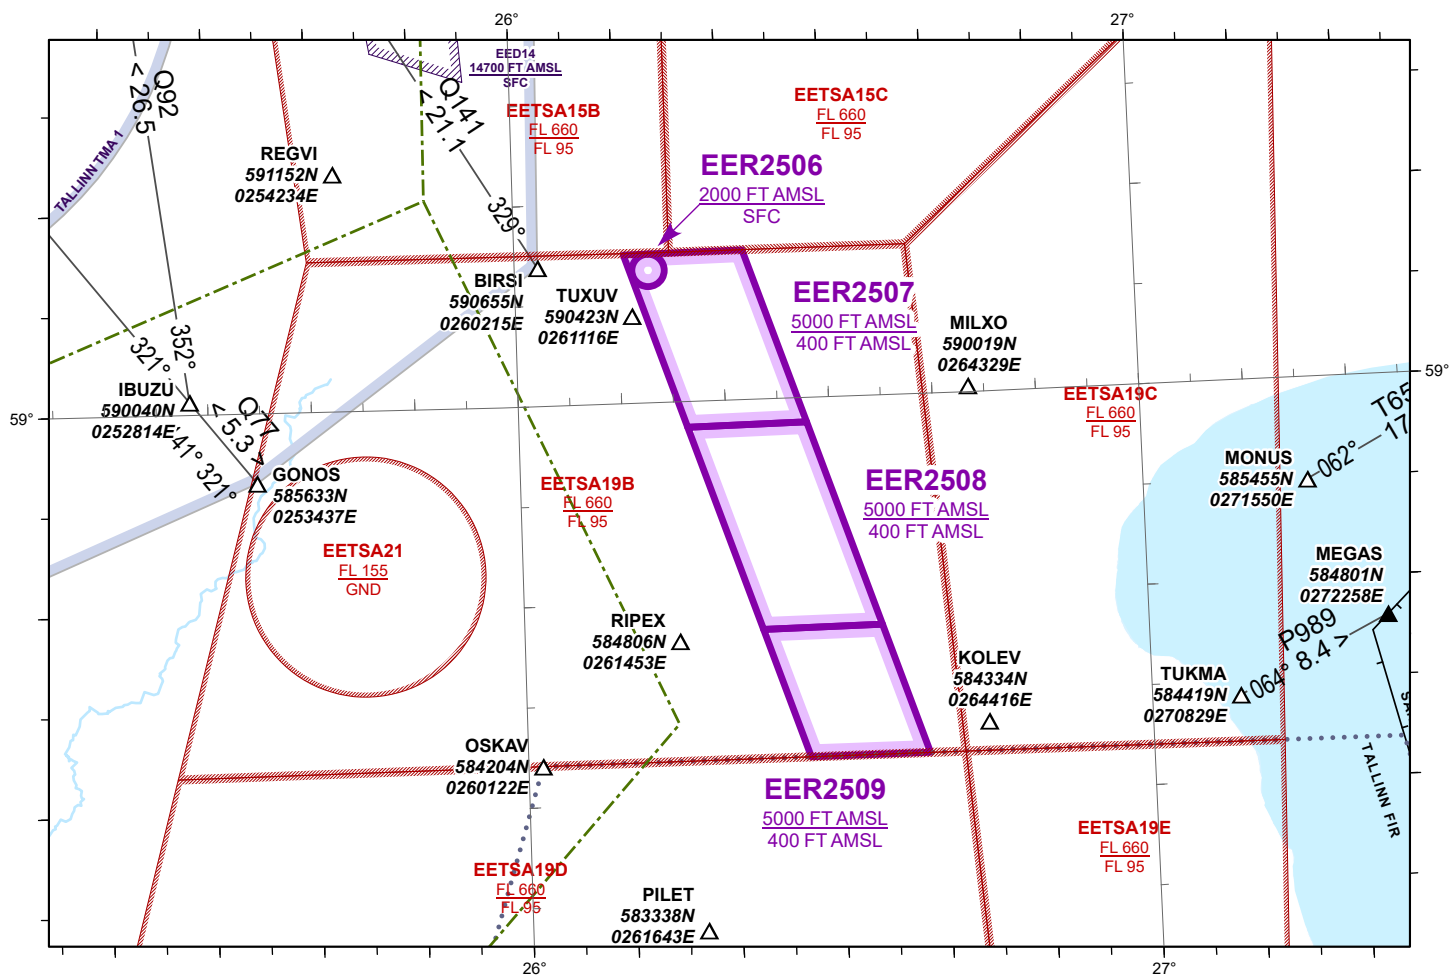 26°
27°
Q92
< 26.5
TALLINN TMA 1
REGVI
591152N
0254234E
Q141
< 21.1
329°
EED14
14700 FT AMSL
SFC
EETSA15B
FL 660
FL 95
EETSA15C
FL 660
FL 95
EER2506
2000 FT AMSL
SFC
BIRSI
590655N
0260215E
TUXUV
590423N
0261116E
EER2507
5000 FT AMSL
400 FT AMSL
MILXO
590019N
0264329E
352°
321°
IBUZU
590040N
0252814E
59°
59°
Q77
< 5.3 >
41° 321°
GONOS
585633N
0253437E
EETSA19C
FL 660
FL 95
T65
17
062°
MONUS
585455N
0271550E
EETSA19B
FL 660
FL 95
EER2508
5000 FT AMSL
400 FT AMSL
EETSA21
FL 155
GND
MEGAS
584801N
0272258E
RIPEX
584806N
0261453E
P989
064° 8.4 >
KOLEV
584334N
0264416E
TUKMA
584419N
0270829E
OSKAV
584204N
0260122E
EER2509
5000 FT AMSL
400 FT AMSL
TALLINN FIR
EETSA19D
FL 660
FL 95
EETSA19E
FL 660
FL 95
PILET
583338N
0261643E
26°
27°